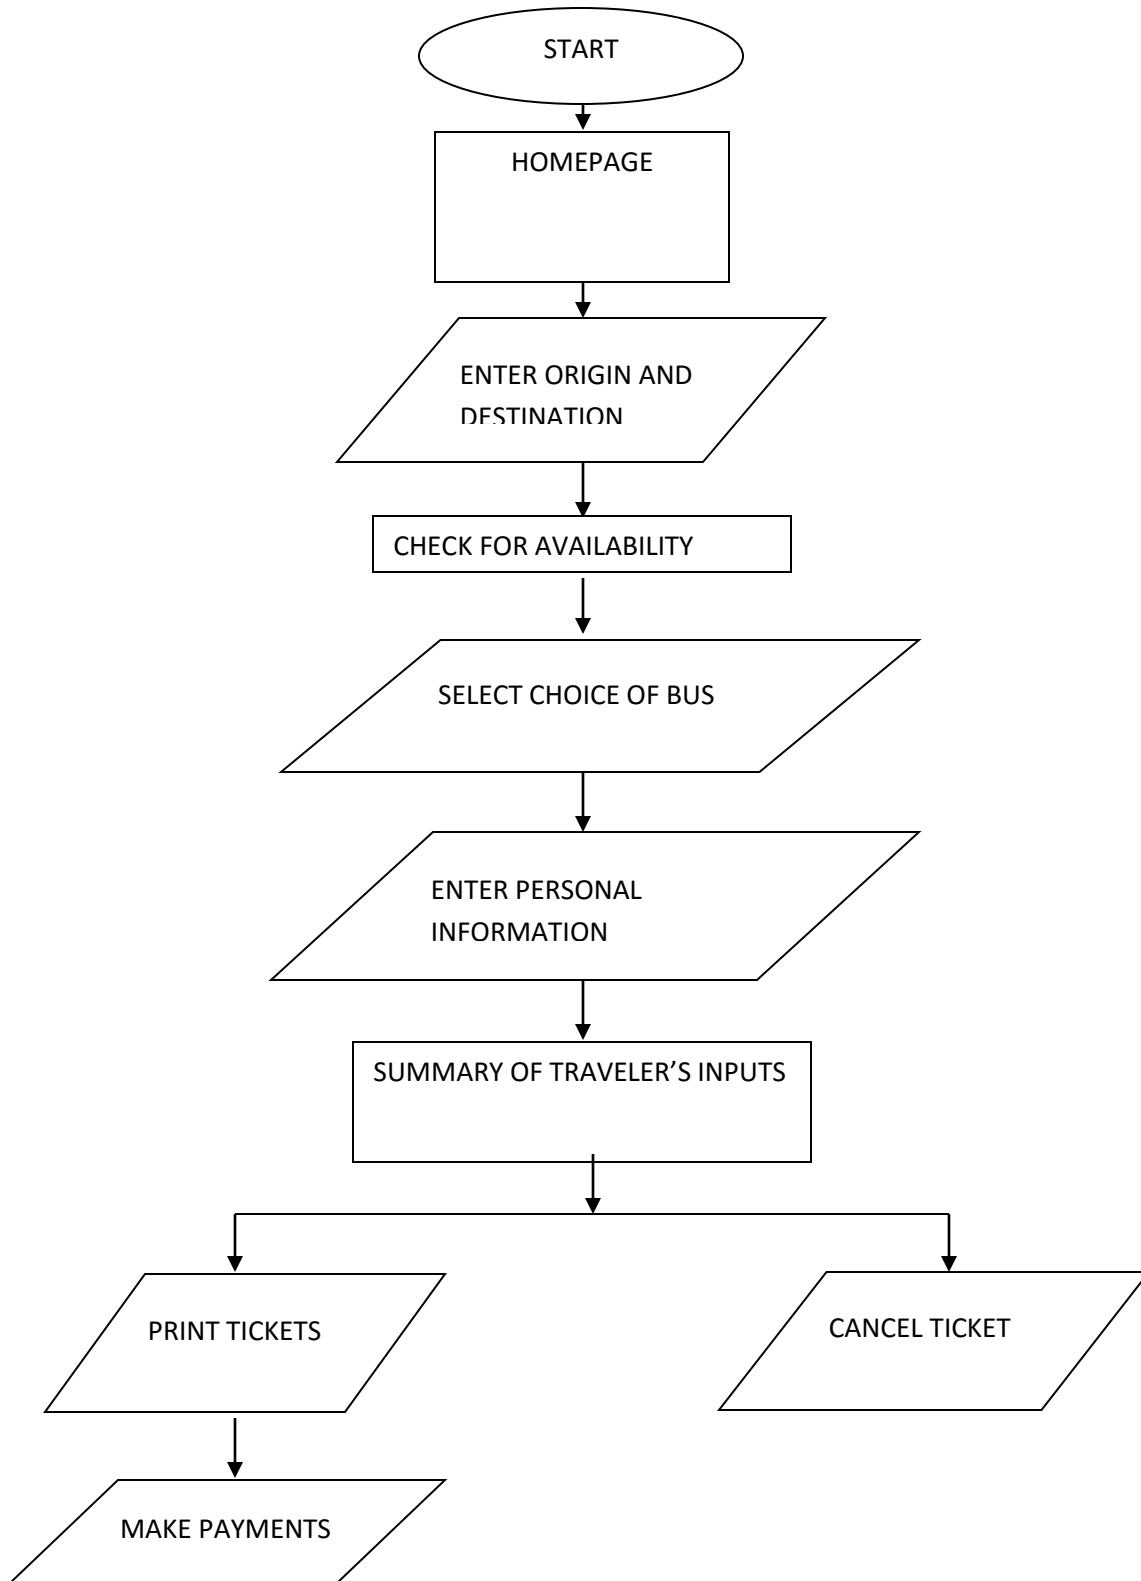 START
HOMEPAGE
ENTER ORIGIN AND
DESTINATION
CHECK FOR AVAILABILITY
SELECT CHOICE OF BUS
ENTER PERSONAL
INFORMATION
SUMMARY OF TRAVELER’S INPUTS
PRINT TICKETS
CANCEL TICKET
MAKE PAYMENTS